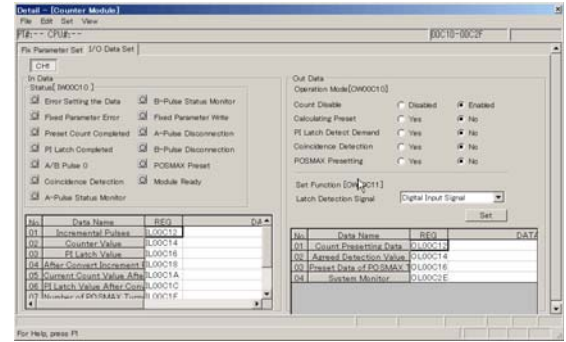 Detail - [Counter Module]
File Edit Set View
PT#:-- CPU#:-- 00C10-00C2F
Fix Parameter Set I/O Data Set
CH1
In Data
Status[ IW00C10 ]
Error Setting the Data B-Pulse Status Monitor
Fixed Parameter Error Fixed Parameter Write
Preset Count Completed A-Pulse Disconnection
PI Latch Completed B-Pulse Disconnection
A/B Pulse 0 POSMAX Preset
Coincidence Detection Module Ready
A-Pulse Status Monitor
No. Data Name REG DA
01 Incremental Pulses IL00C12
02 Counter Value IL00C14
03 PI Latch Value IL00C16
04 After Convert Increment IL00C18
05 Current Count Value Afte IL00C1A
06 PI Latch Value After Con IL00C1C
07 Number of POSMAX Turn IL00C1E
Out Data
Operation Mode[OW00C10]
Count Disable Disabled Enabled
Calculating Preset Yes No
PI Latch Detect Demand Yes No
Coincidence Detection Yes No
POSMAX Presetting Yes No
Set Function [OW00C11]
Latch Detection Signal Digital Input Signal
Set
No. Data Name REG DATA
01 Count Presetting Data OL00C12
02 Agreed Detection Value OL00C14
03 Preset Data of POSMAX T OL00C16
04 System Monitor OL00C2E
For Help, press F1